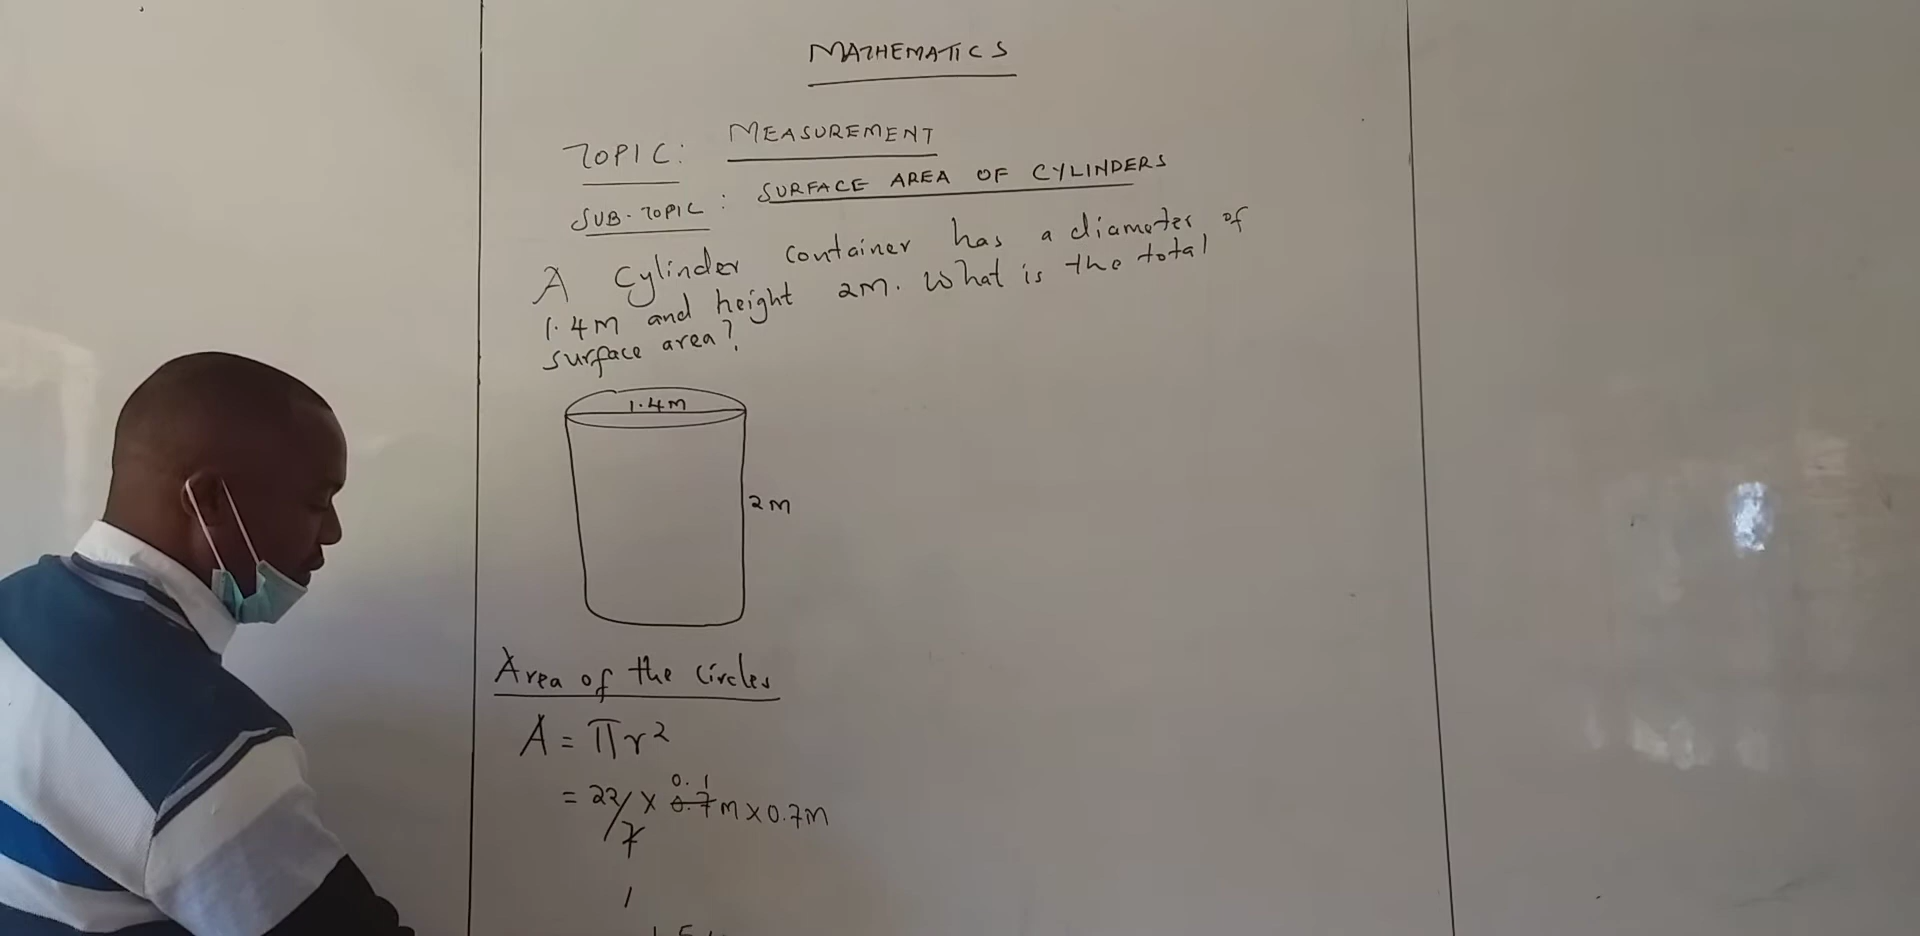 MATHEMATICS
TOPIC: MEASUREMENT
SUB-TOPIC: SURFACE AREA OF CYLINDERS
A Cylinder container has a diameter of
1.4M and height 2M. What is the total
surface area?
1.4M
2M
Area of the Circles
A = πr²
0.1
= 22/7 × 0.7M × 0.7M
1